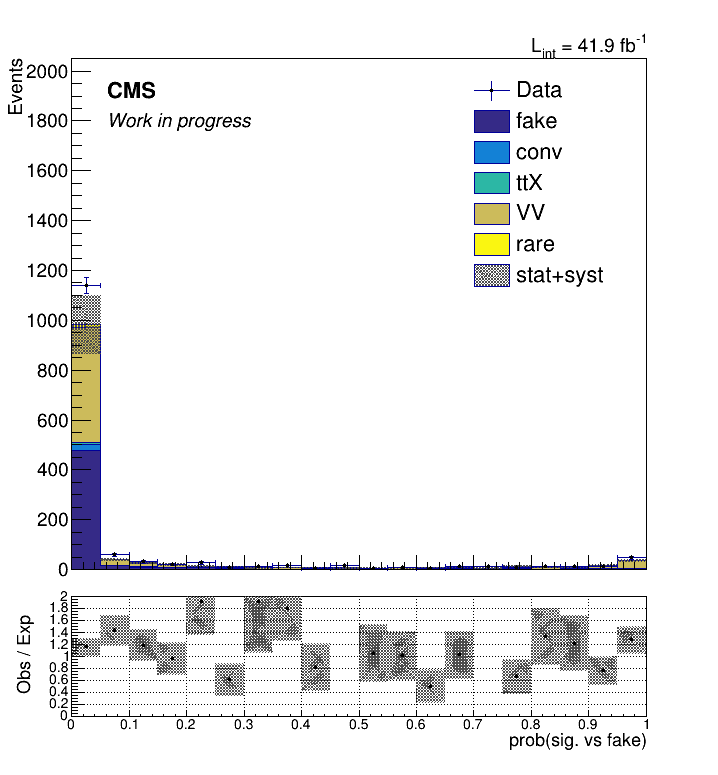 L_int = 41.9 fb^-1
Events
2000
1800
1600
1400
1200
1000
800
600
400
200
0
CMS
Work in progress
Data
fake
conv
ttX
VV
rare
stat+syst
Obs / Exp
2
1.8
1.6
1.4
1.2
1
0.8
0.6
0.4
0.2
0
0 0.1 0.2 0.3 0.4 0.5 0.6 0.7 0.8 0.9 1
prob(sig. vs fake)